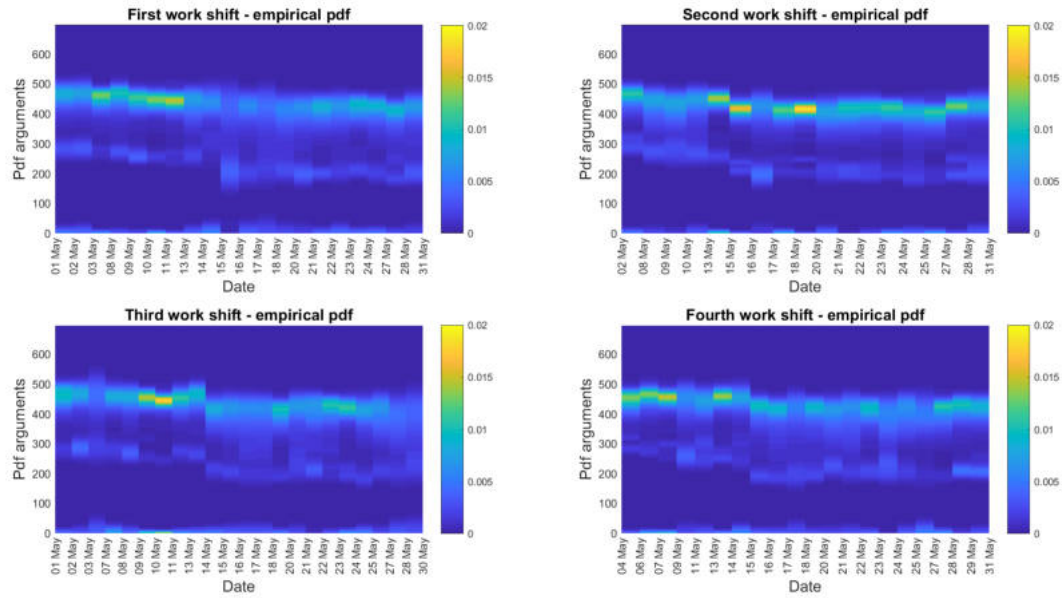 First work shift - empirical pdf
Pdf arguments
700
600
500
400
300
200
100
0
01 May
02 May
03 May
08 May
09 May
10 May
11 May
13 May
14 May
15 May
16 May
17 May
18 May
20 May
21 May
22 May
23 May
24 May
27 May
28 May
31 May
Date
0.02
0.015
0.01
0.005
0
Second work shift - empirical pdf
Pdf arguments
600
500
400
300
200
100
0
02 May
08 May
09 May
10 May
13 May
15 May
16 May
17 May
18 May
20 May
21 May
22 May
23 May
24 May
25 May
27 May
28 May
31 May
Date
0.02
0.015
0.01
0.005
0
Third work shift - empirical pdf
Pdf arguments
600
500
400
300
200
100
0
01 May
02 May
03 May
07 May
08 May
09 May
10 May
11 May
13 May
14 May
15 May
17 May
18 May
19 May
20 May
21 May
22 May
23 May
24 May
25 May
27 May
28 May
30 May
Date
0.02
0.015
0.01
0.005
0
Fourth work shift - empirical pdf
Pdf arguments
600
500
400
300
200
100
0
04 May
06 May
07 May
09 May
11 May
13 May
14 May
15 May
16 May
17 May
18 May
20 May
21 May
22 May
23 May
24 May
25 May
27 May
28 May
29 May
31 May
Date
0.02
0.015
0.01
0.005
0